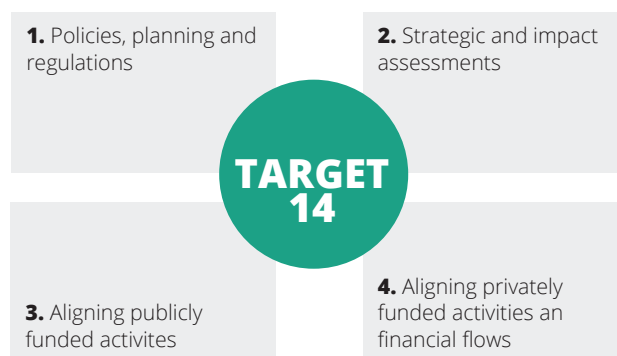 1. Policies, planning and
regulations
2. Strategic and impact
assessments
TARGET
14
3. Aligning publicly
funded activites
4. Aligning privately
funded activities an
financial flows